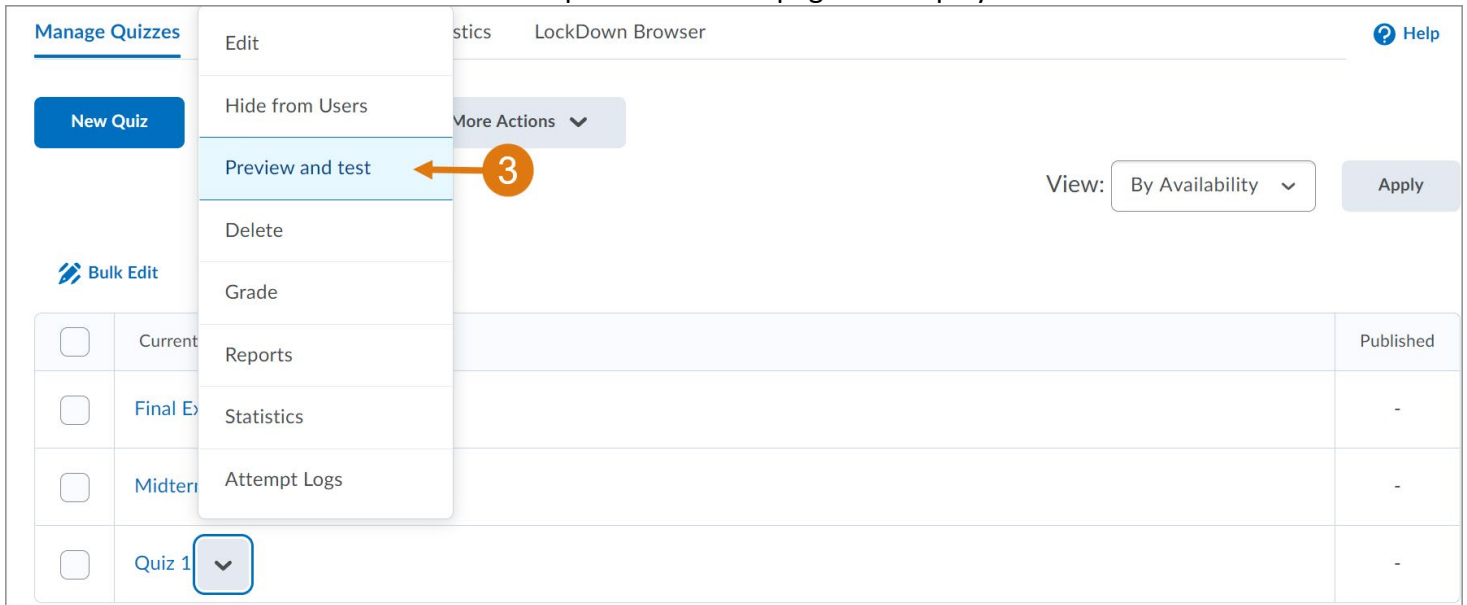 Manage Quizzes stics LockDown Browser Help
Edit
Hide from Users
New Quiz More Actions
Preview and test 3
View: By Availability Apply
Delete
Bulk Edit
Grade
Current Published
Reports
Final Ex -
Statistics
Midterm -
Attempt Logs
Quiz 1 -